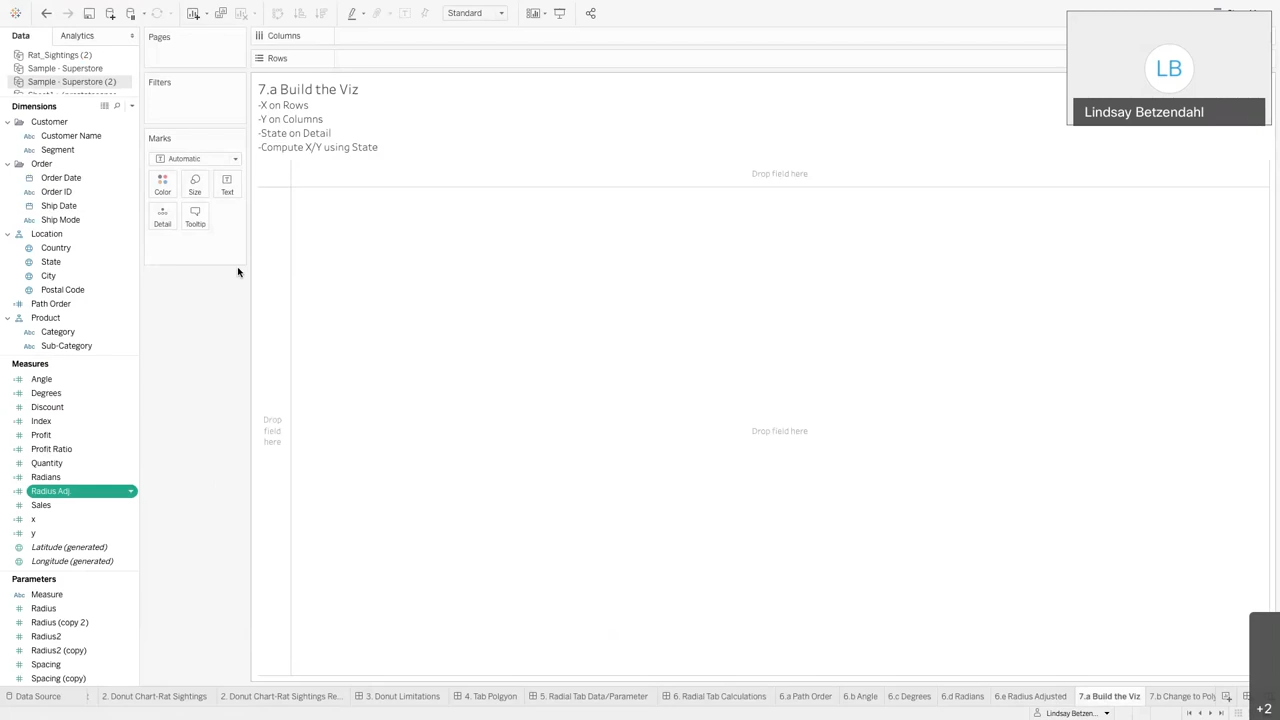 Standard
LB
Lindsay Betzendahl
Data
Analytics
Pages
Columns
Rows
Rat_Sightings (2)
Sample - Superstore
Sample - Superstore (2)
Filters
Dimensions
Customer
Customer Name
Segment
Order
Order Date
Order ID
Ship Date
Ship Mode
Location
Country
State
City
Postal Code
Path Order
Product
Category
Sub-Category
Marks
Automatic
Color
Size
Text
Detail
Tooltip
7.a Build the Viz
-X on Rows
-Y on Columns
-State on Detail
-Compute X/Y using State
Drop field here
Drop
field
here
Drop field here
Measures
Angle
Degrees
Discount
Index
Profit
Profit Ratio
Quantity
Radians
Radius Adj.
Sales
x
y
Latitude (generated)
Longitude (generated)
Parameters
Measure
Radius
Radius (copy 2)
Radius2
Radius2 (copy)
Spacing
Spacing (copy)
Data Source
2. Donut Chart-Rat Sightings
2. Donut Chart-Rat Sightings Re...
3. Donut Limitations
4. Tab Polygon
5. Radial Tab Data/Parameter
6. Radial Tab Calculations
6.a Path Order
6.b Angle
6.c Degrees
6.d Radians
6.e Radius Adjusted
7.a Build the Viz
7.b Change to Poly
Lindsay Betzen...
+2